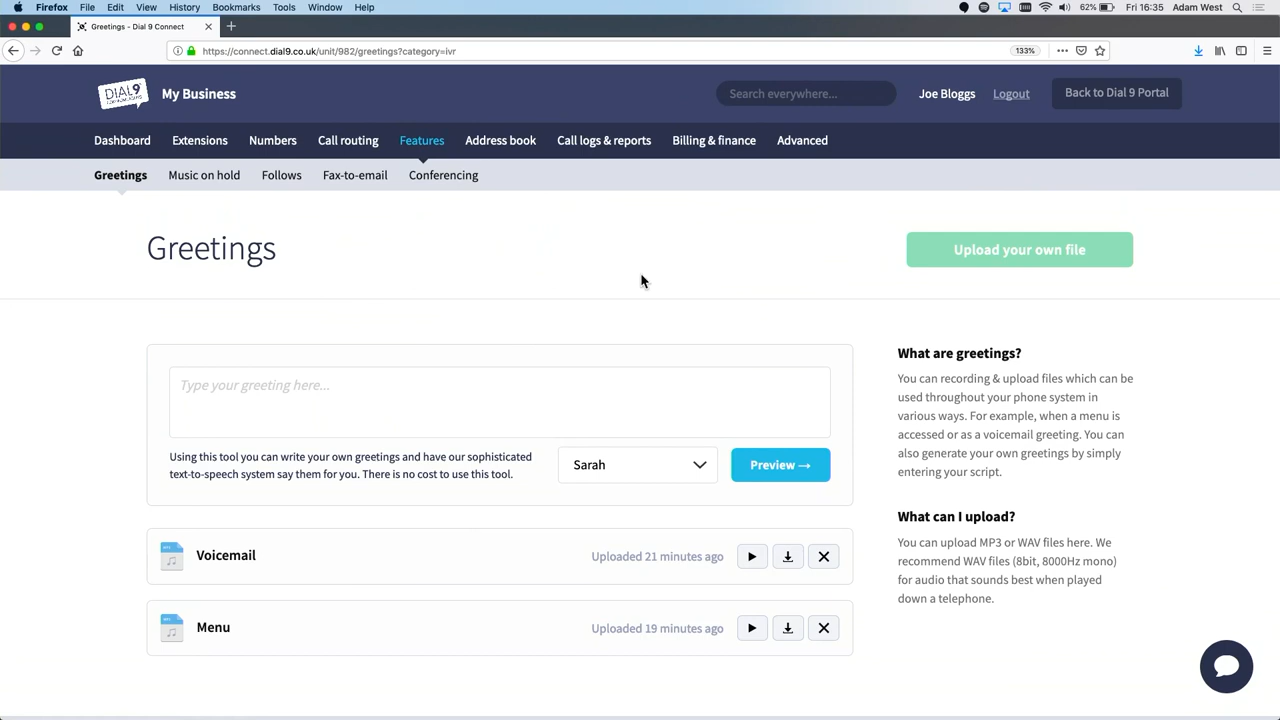 Firefox File Edit View History Bookmarks Tools Window Help 62% Fri 16:35 Adam West
Greetings - Dial 9 Connect
https://connect.dial9.co.uk/unit/982/greetings?category=ivr 133%
DIAL 9 My Business Search everywhere... Joe Bloggs Logout Back to Dial 9 Portal
Dashboard Extensions Numbers Call routing Features Address book Call logs & reports Billing & finance Advanced
Greetings Music on hold Follows Fax-to-email Conferencing
Greetings Upload your own file
Type your greeting here...
Using this tool you can write your own greetings and have our sophisticated
text-to-speech system say them for you. There is no cost to use this tool.
Sarah Preview →
Voicemail Uploaded 21 minutes ago
Menu Uploaded 19 minutes ago
What are greetings?
You can recording & upload files which can be
used throughout your phone system in
various ways. For example, when a menu is
accessed or as a voicemail greeting. You can
also generate your own greetings by simply
entering your script.
What can I upload?
You can upload MP3 or WAV files here. We
recommend WAV files (8bit, 8000Hz mono)
for audio that sounds best when played
down a telephone.